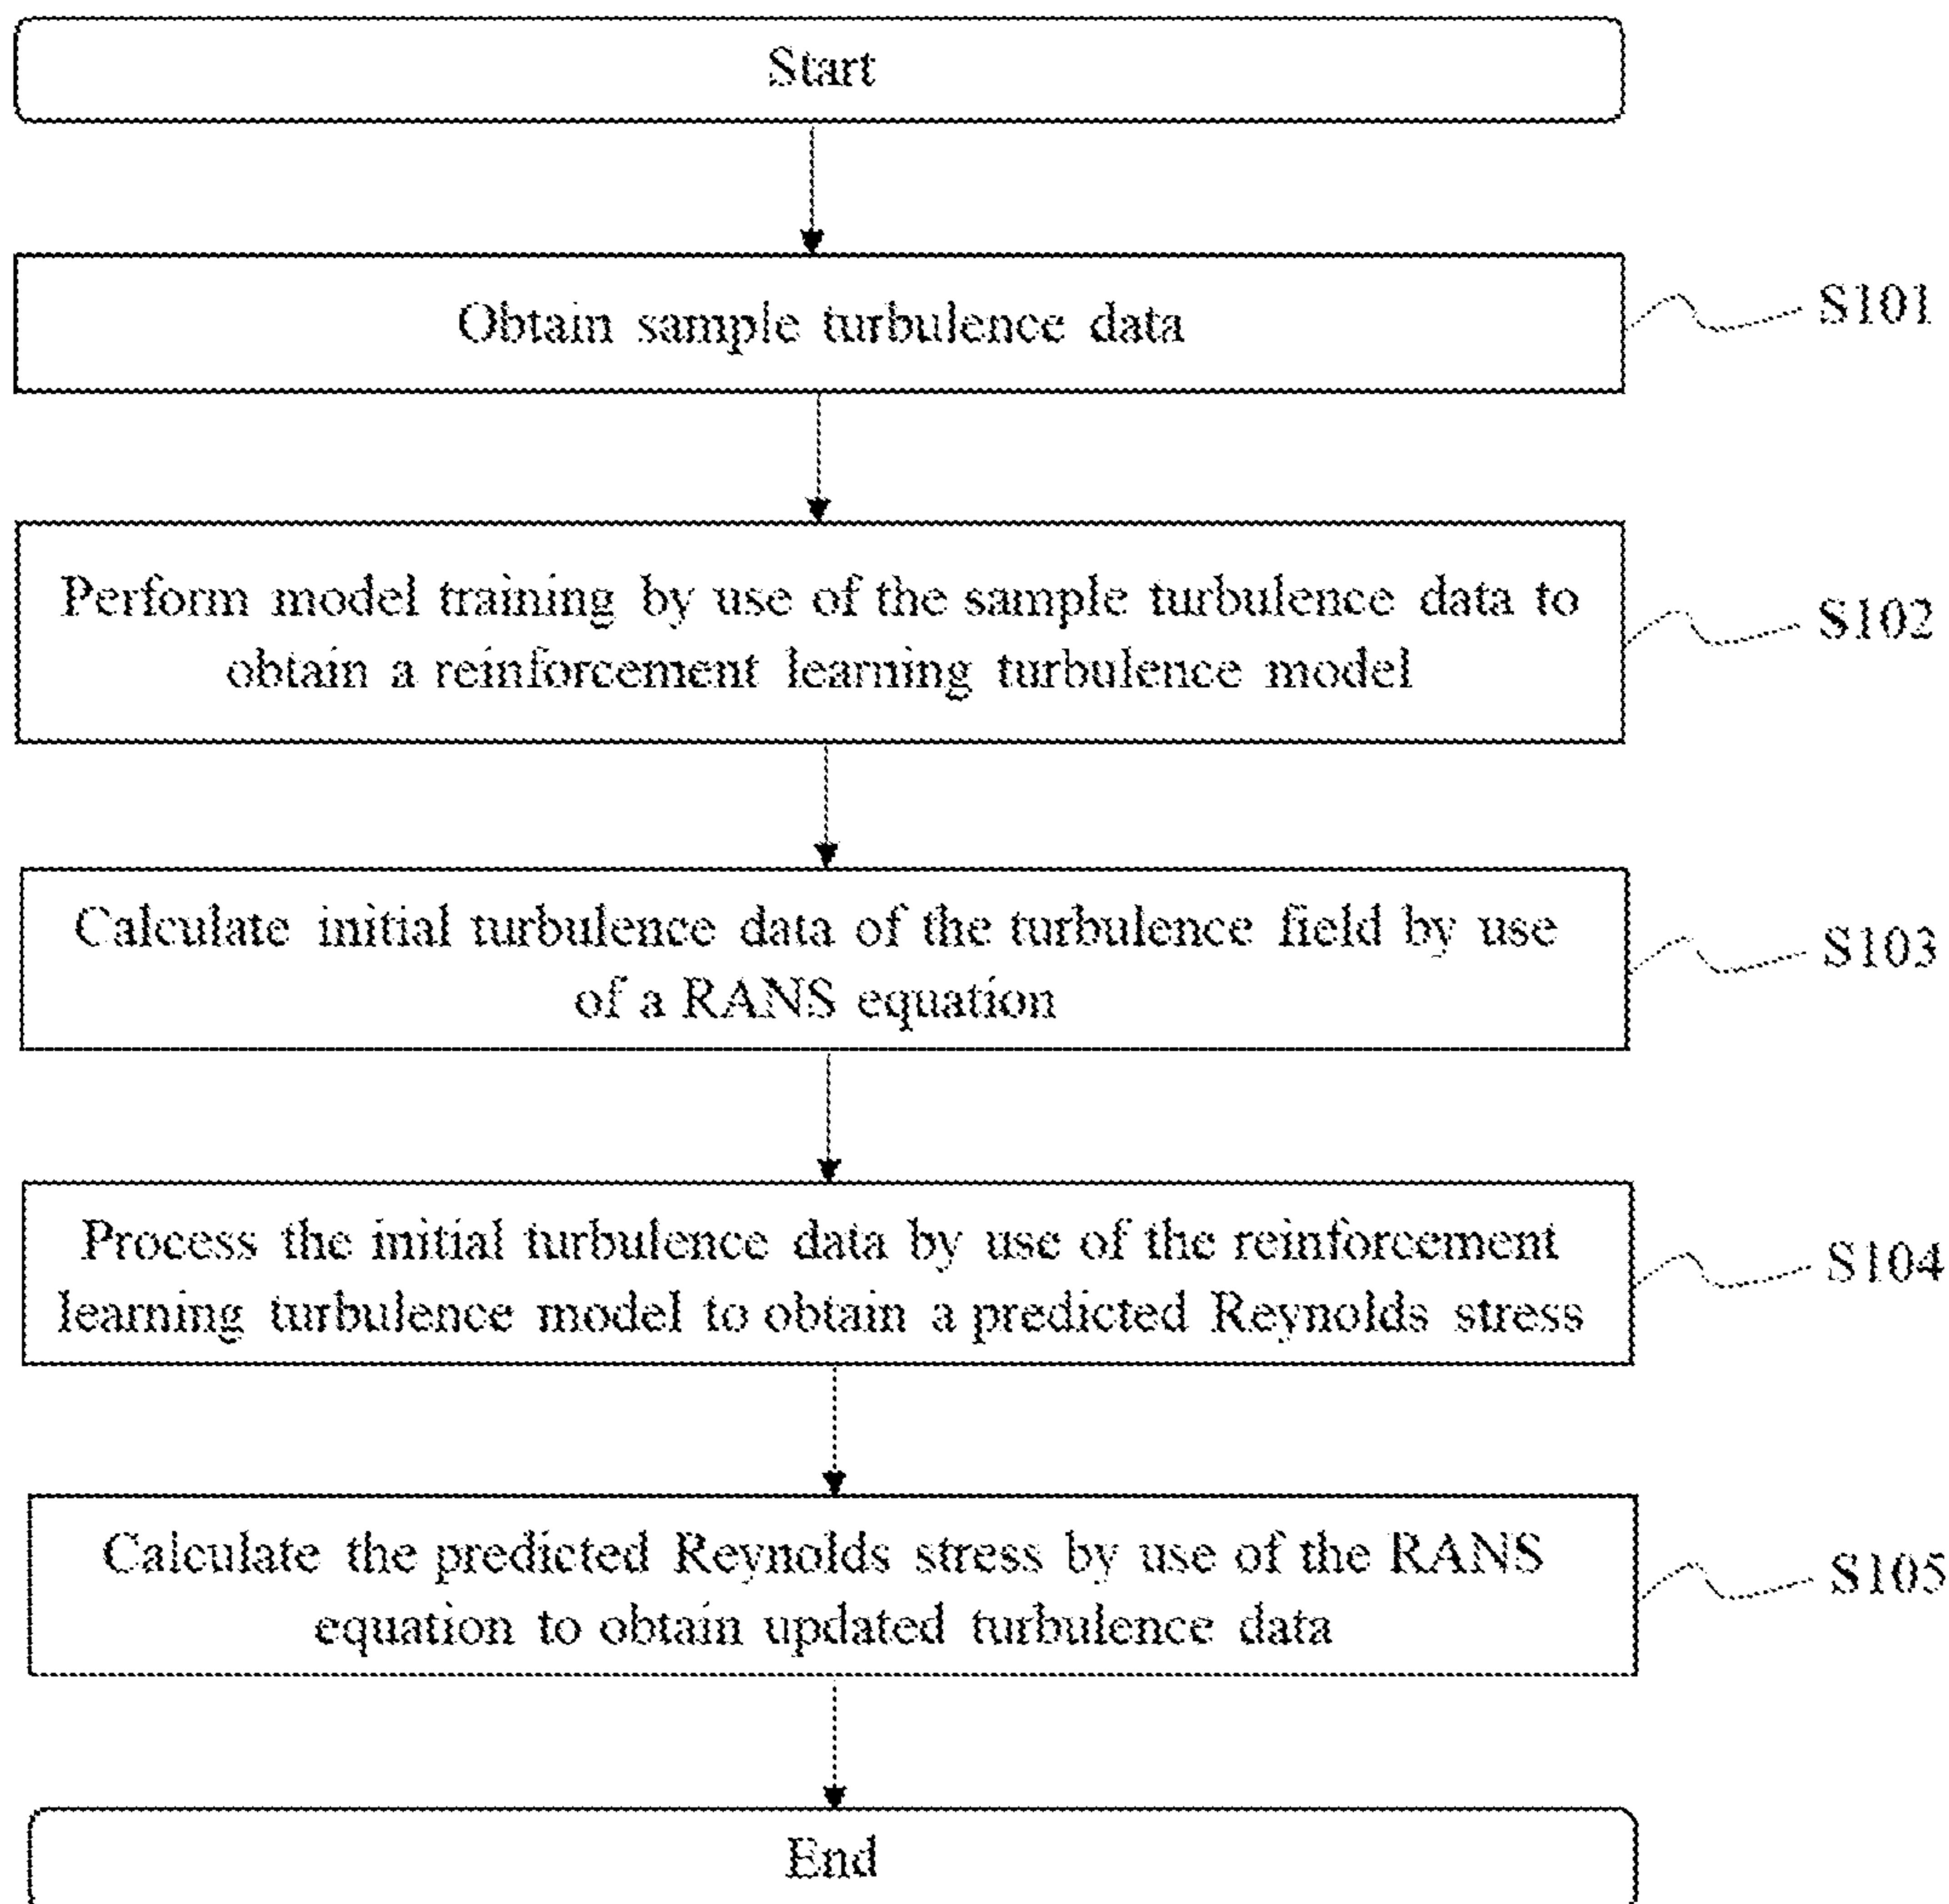 Start
Obtain sample turbulence data
S101
Perform model training by use of the sample turbulence data to
obtain a reinforcement learning turbulence model
S102
Calculate initial turbulence data of the turbulence field by use
of a RANS equation
S103
Process the initial turbulence data by use of the reinforcement
learning turbulence model to obtain a predicted Reynolds stress
S104
Calculate the predicted Reynolds stress by use of the RANS
equation to obtain updated turbulence data
S105
End